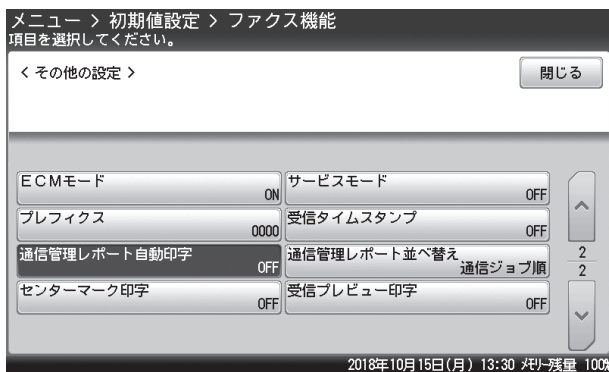 メニュー > 初期値設定 > ファクス機能
項目を選択してください。
< その他の設定 >
閉じる
ECMモード
ON
サービスモード
OFF
プレフィクス
0000
受信タイムスタンプ
OFF
通信管理レポート自動印字
OFF
通信管理レポート並べ替え
通信ジョブ順
2
2
センターマーク印字
OFF
受信プレビュー印字
OFF
2018年10月15日(月) 13:30 メモリー残量 100%